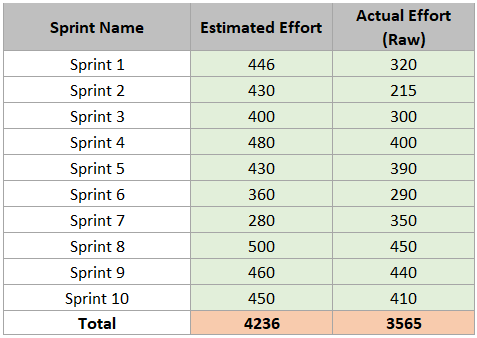 Sprint Name Estimated Effort Actual Effort (Raw)
Sprint 1 446 320
Sprint 2 430 215
Sprint 3 400 300
Sprint 4 480 400
Sprint 5 430 390
Sprint 6 360 290
Sprint 7 280 350
Sprint 8 500 450
Sprint 9 460 440
Sprint 10 450 410
Total 4236 3565